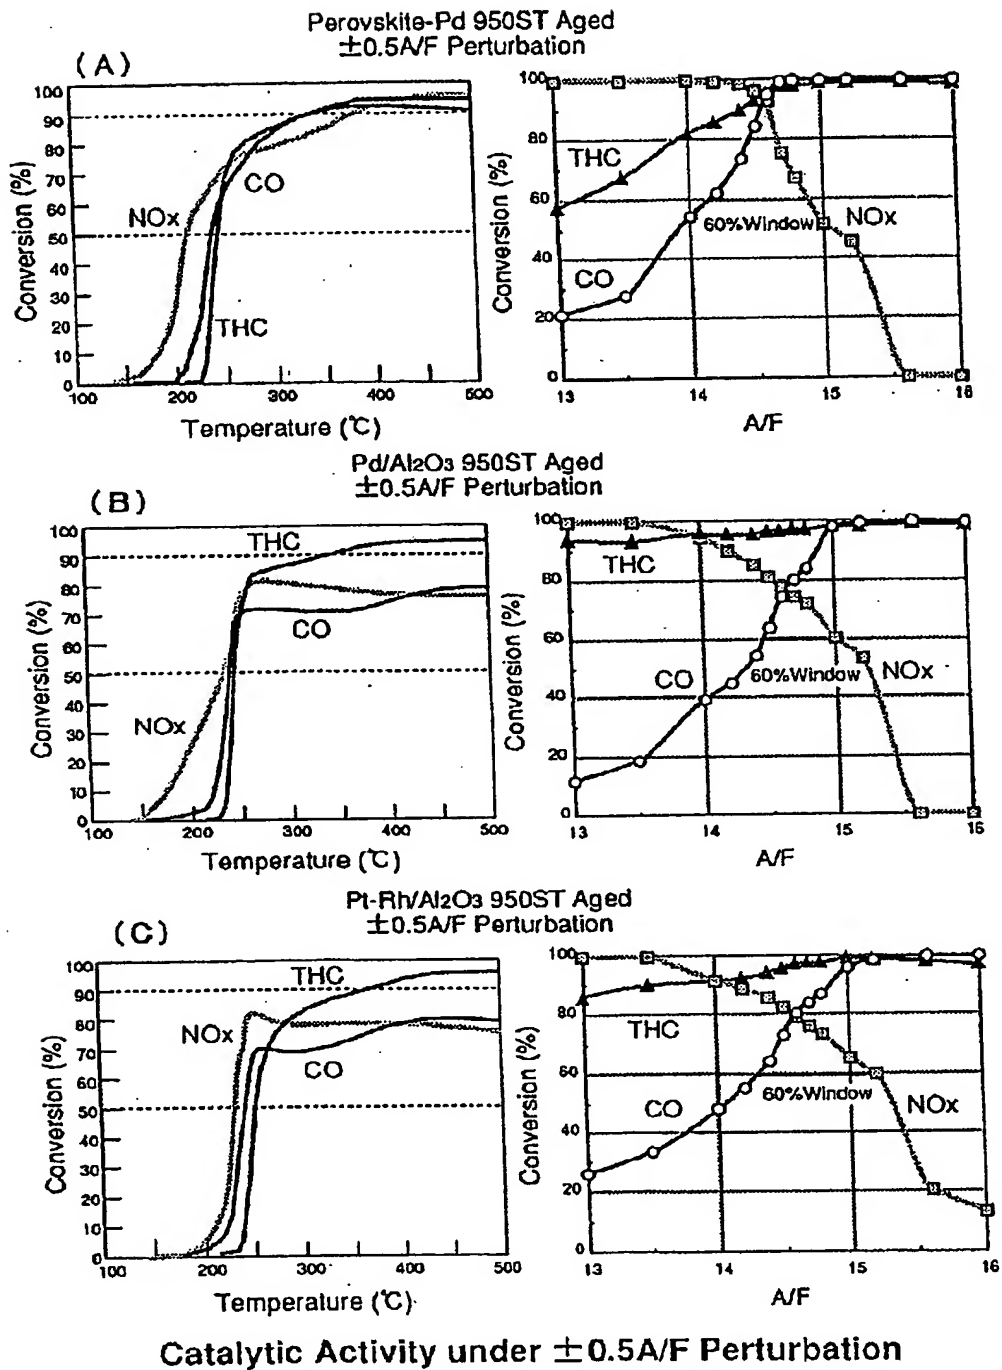 Perovskite-Pd 950ST Aged
±0.5A/F Perturbation
(A)
100
90
80
70
60
50
40
30
20
10
0
Conversion (%)
NOx
CO
THC
100 200 300 400 500
Temperature (℃)
100
80
60
40
20
0
Conversion (%)
THC
60%Window
NOx
CO
13 14 15 16
A/F
Pd/Al2O3 950ST Aged
±0.5A/F Perturbation
(B)
100
90
80
70
60
50
40
30
20
10
0
Conversion (%)
THC
CO
NOx
100 200 300 400 500
Temperature (℃)
100
80
60
40
20
0
Conversion (%)
THC
CO
60%Window
NOx
13 14 15 16
A/F
Pt-Rh/Al2O3 950ST Aged
±0.5A/F Perturbation
(C)
100
90
80
70
60
50
40
30
20
10
0
Conversion (%)
THC
NOx
CO
100 200 300 400 500
Temperature (℃)
100
80
60
40
20
0
Conversion (%)
THC
CO
60%Window
NOx
13 14 15 16
A/F
Catalytic Activity under ±0.5A/F Perturbation